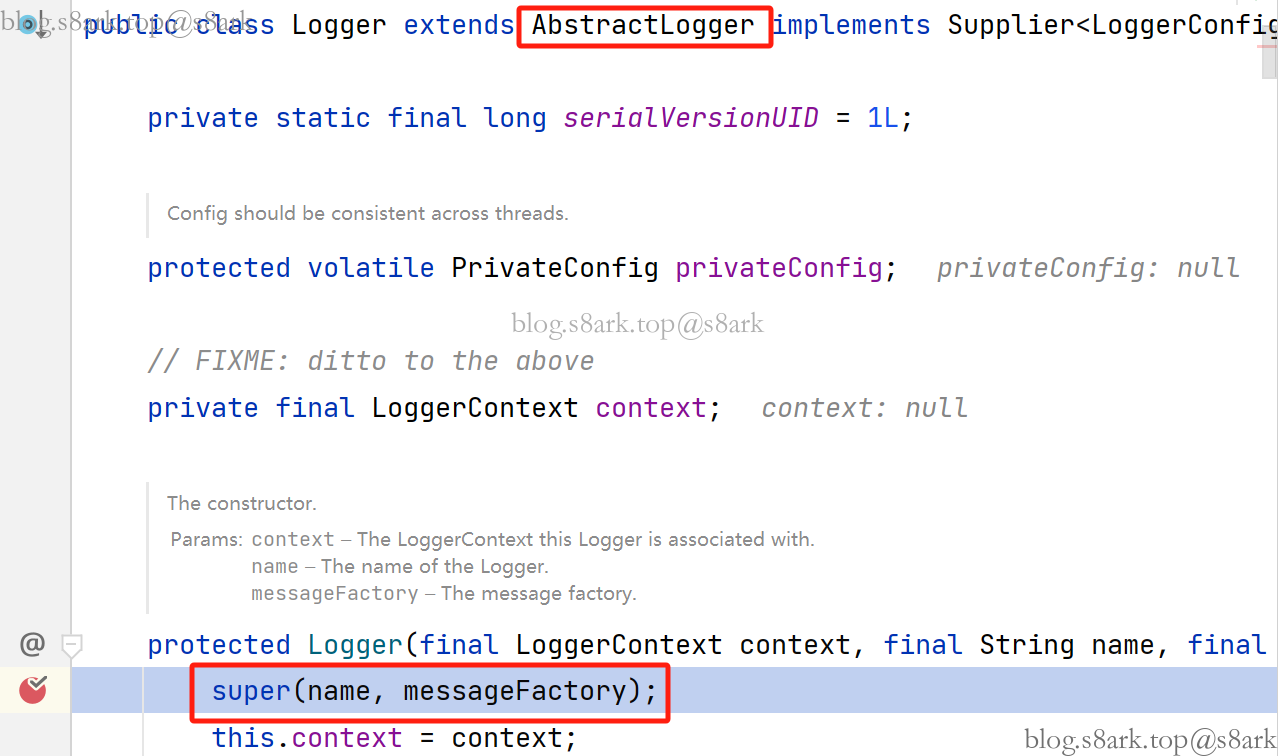 blog.s8ark.top@s8ark
public class Logger extends AbstractLogger implements Supplier<LoggerConfig
private static final long serialVersionUID = 1L;
Config should be consistent across threads.
protected volatile PrivateConfig privateConfig; privateConfig: null
blog.s8ark.top@s8ark
// FIXME: ditto to the above
private final LoggerContext context; context: null
The constructor.
Params: context – The LoggerContext this Logger is associated with.
name – The name of the Logger.
messageFactory – The message factory.
@ protected Logger(final LoggerContext context, final String name, final
super(name, messageFactory);
this.context = context;
blog.s8ark.top@s8ark